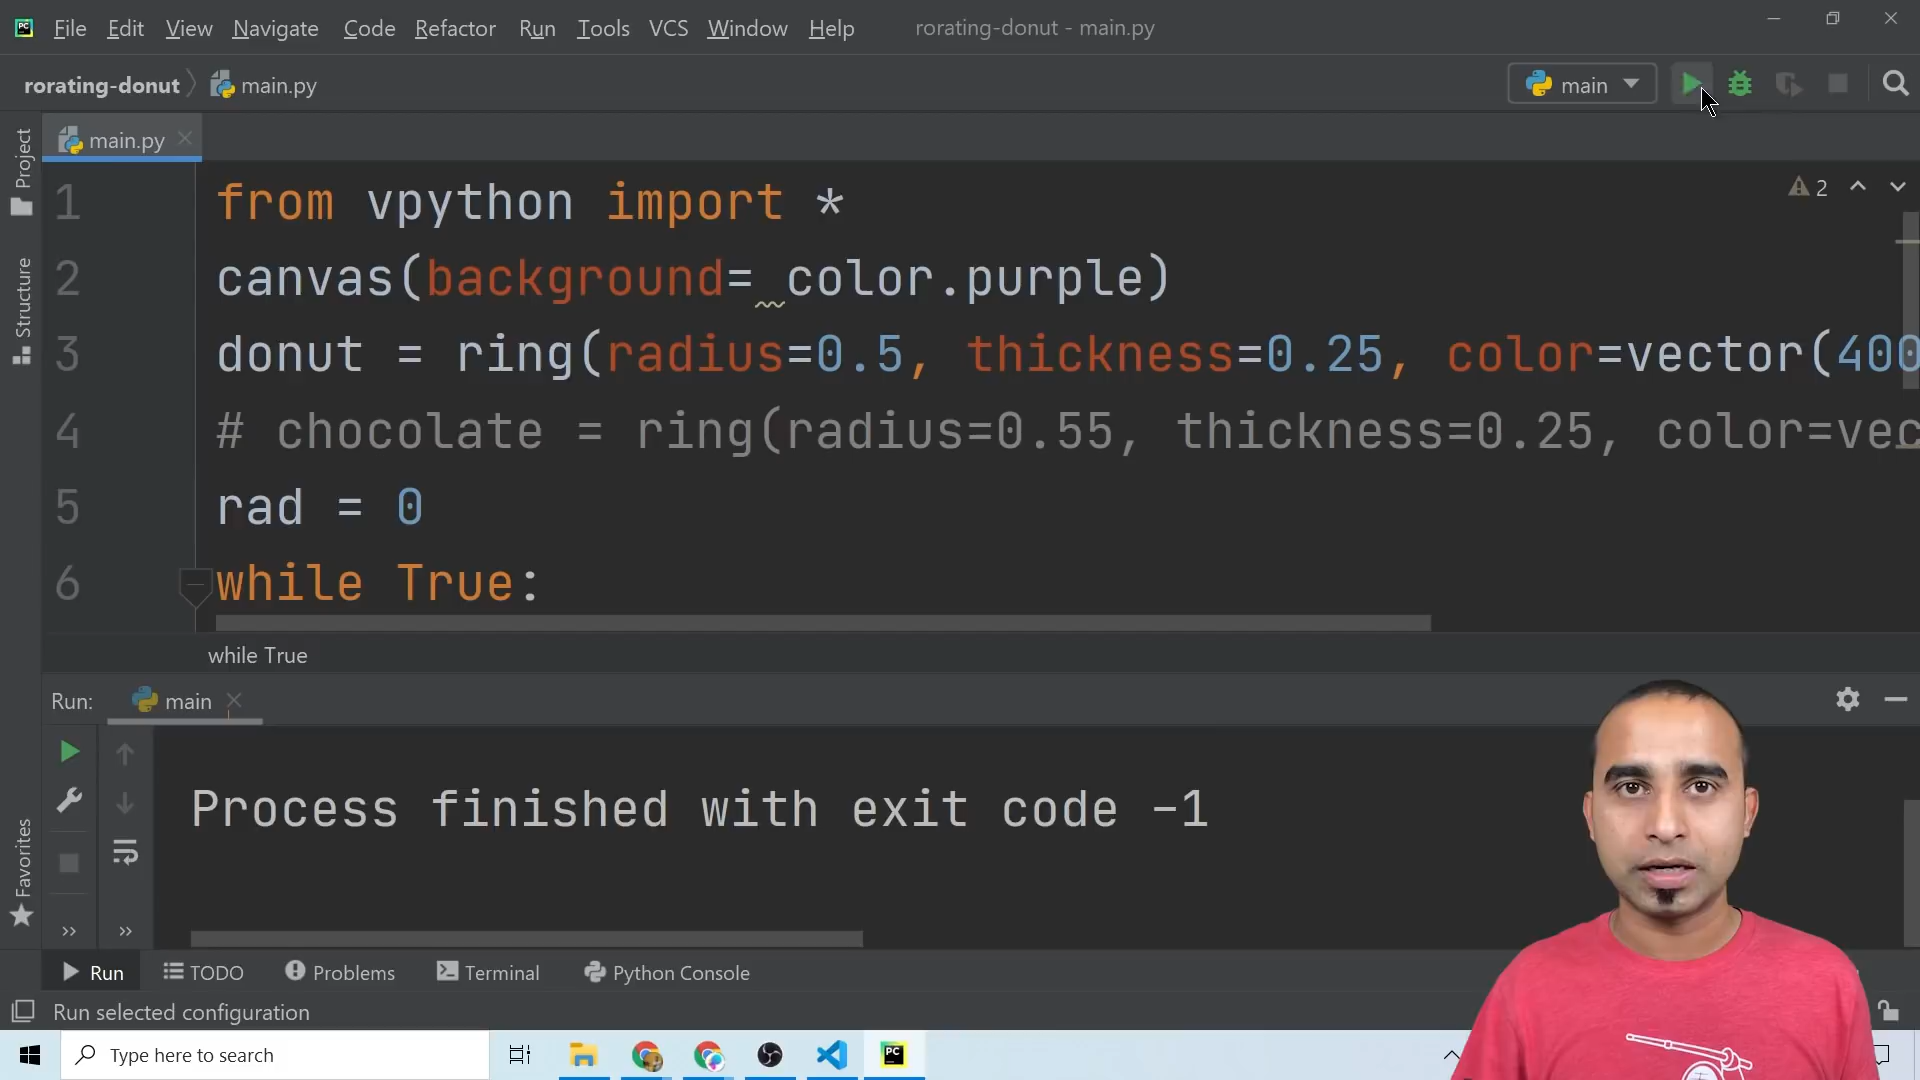 File Edit View Navigate Code Refactor Run Tools VCS Window Help rorating-donut - main.py
rorating-donut main.py main
main.py
Project
Structure
Favorites
1 from vpython import *
2 2
2 canvas(background= color.purple)
3 donut = ring(radius=0.5, thickness=0.25, color=vector(400
4 # chocolate = ring(radius=0.55, thickness=0.25, color=vec
5 rad = 0
6 while True:
while True
Run: main
Process finished with exit code -1
Run TODO Problems Terminal Python Console
Run selected configuration
Type here to search